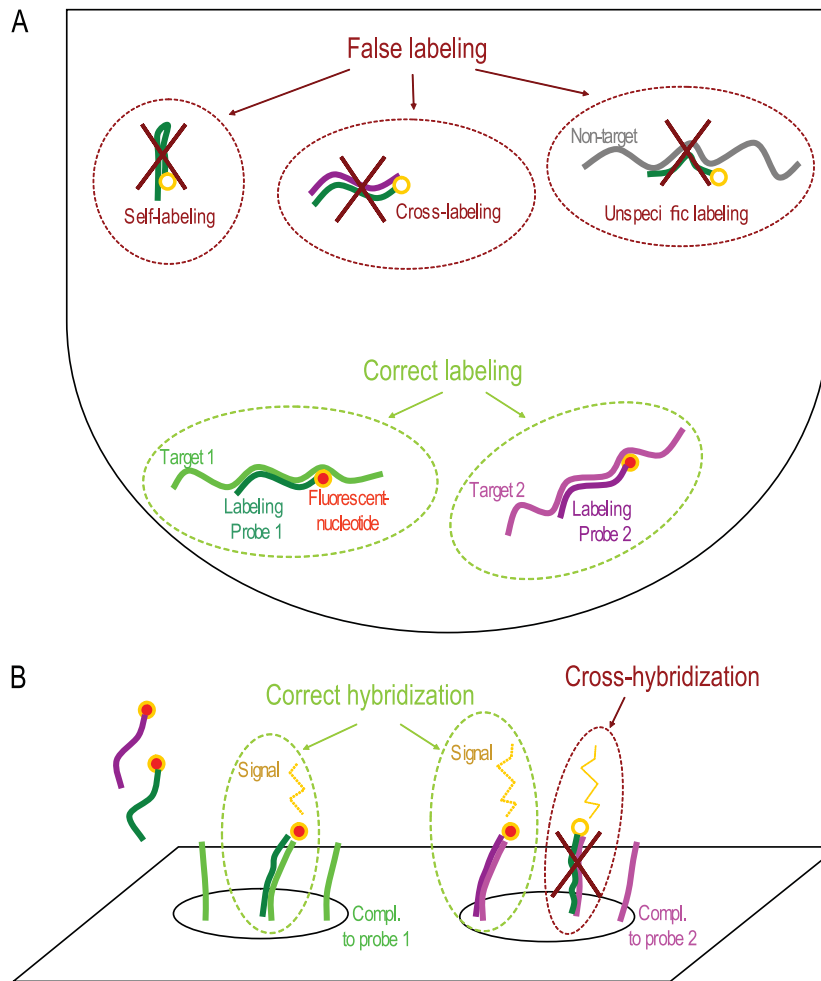 A
False labeling
Non-target
Self-labeling
Cross-labeling
Unspeci fic labeling
Correct labeling
Target 1
Labeling
Probe 1
Fluorescent-
nucleotide
Target 2
Labeling
Probe 2
B
Correct hybridization
Cross-hybridization
Signal
Signal
Compl.
to probe 1
Compl.
to probe 2